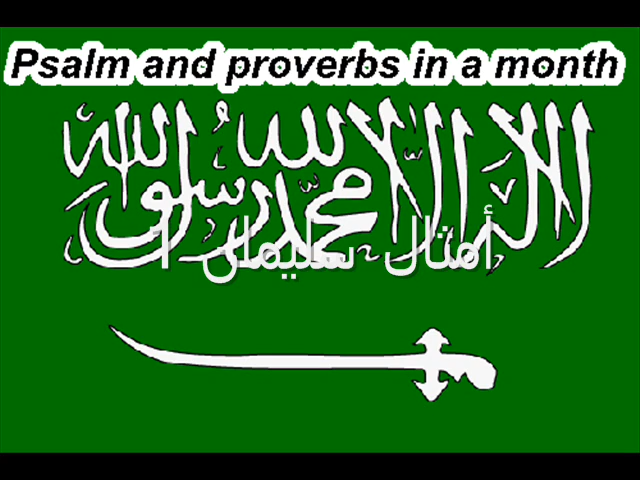 Psalm and proverbs in a month
لا إله إلا الله محمد رسول الله
أمثال سليمان 1